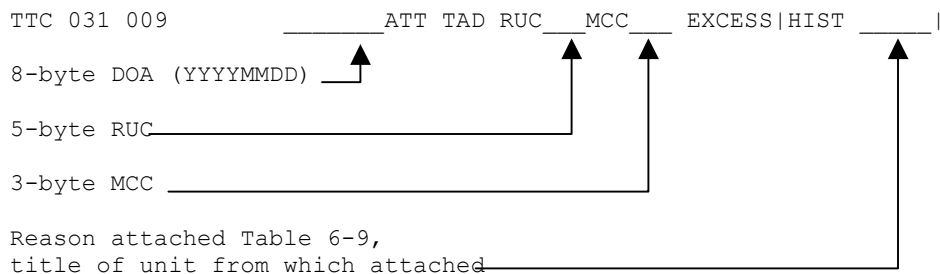 TTC 031 009 _______ATT TAD RUC___MCC___ EXCESS|HIST _____|
8-byte DOA (YYYYMMDD)
5-byte RUC
3-byte MCC
Reason attached Table 6-9,
title of unit from which attached